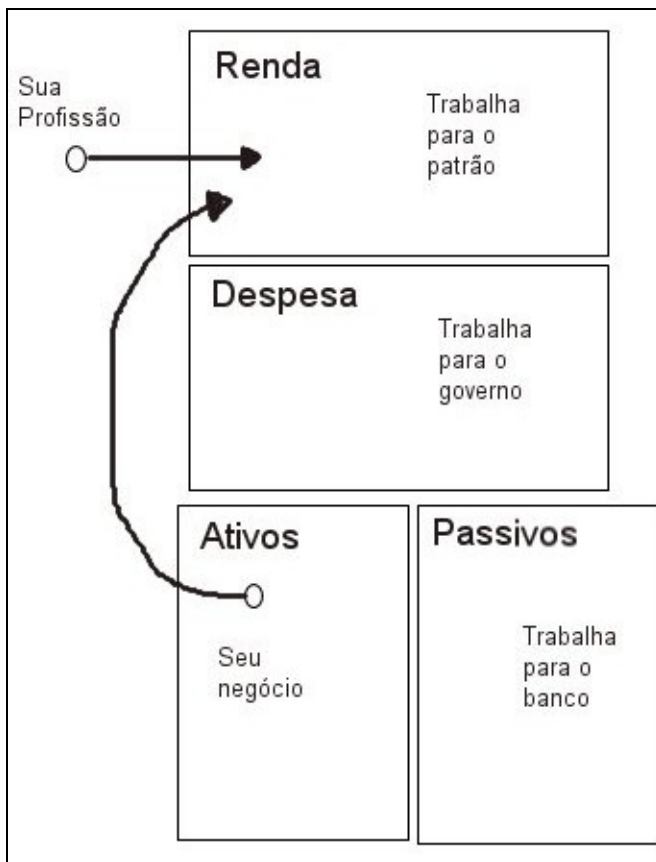 Renda
Sua
Profissão
Trabalha
para o
patrão
Despesa
Trabalha
para o
governo
Ativos
Passivos
Seu
negócio
Trabalha
para o
banco